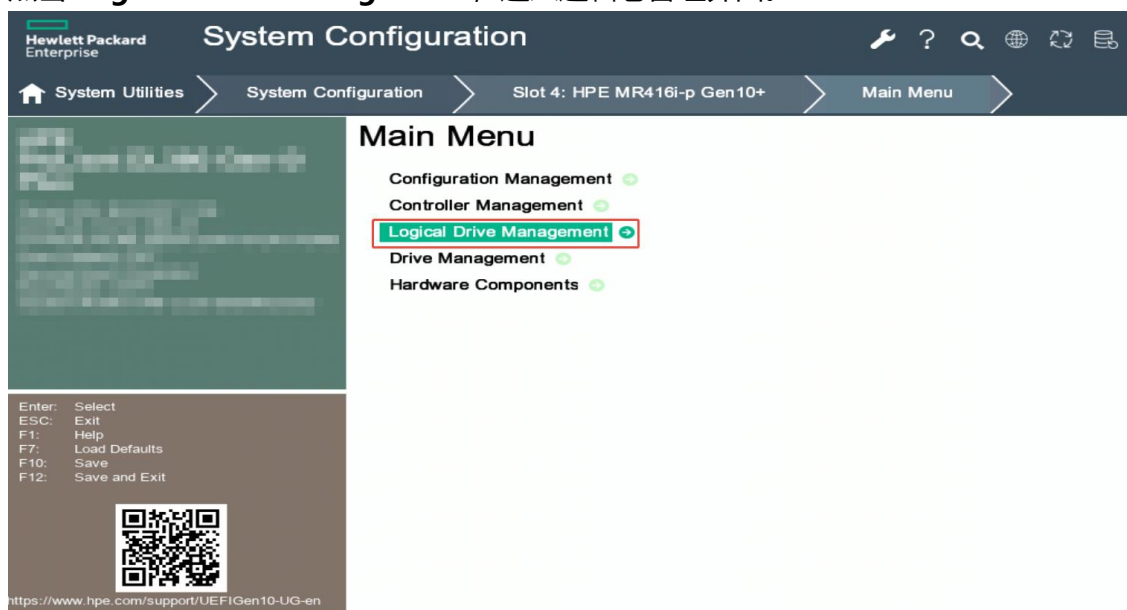 Hewlett Packard
Enterprise
System Configuration
System Utilities
System Configuration
Slot 4: HPE MR416i-p Gen10+
Main Menu
Main Menu
Configuration Management
Controller Management
Logical Drive Management
Drive Management
Hardware Components
Enter: Select
ESC: Exit
F1: Help
F7: Load Defaults
F10: Save
F12: Save and Exit
https://www.hpe.com/support/UEFIGen10-UG-en